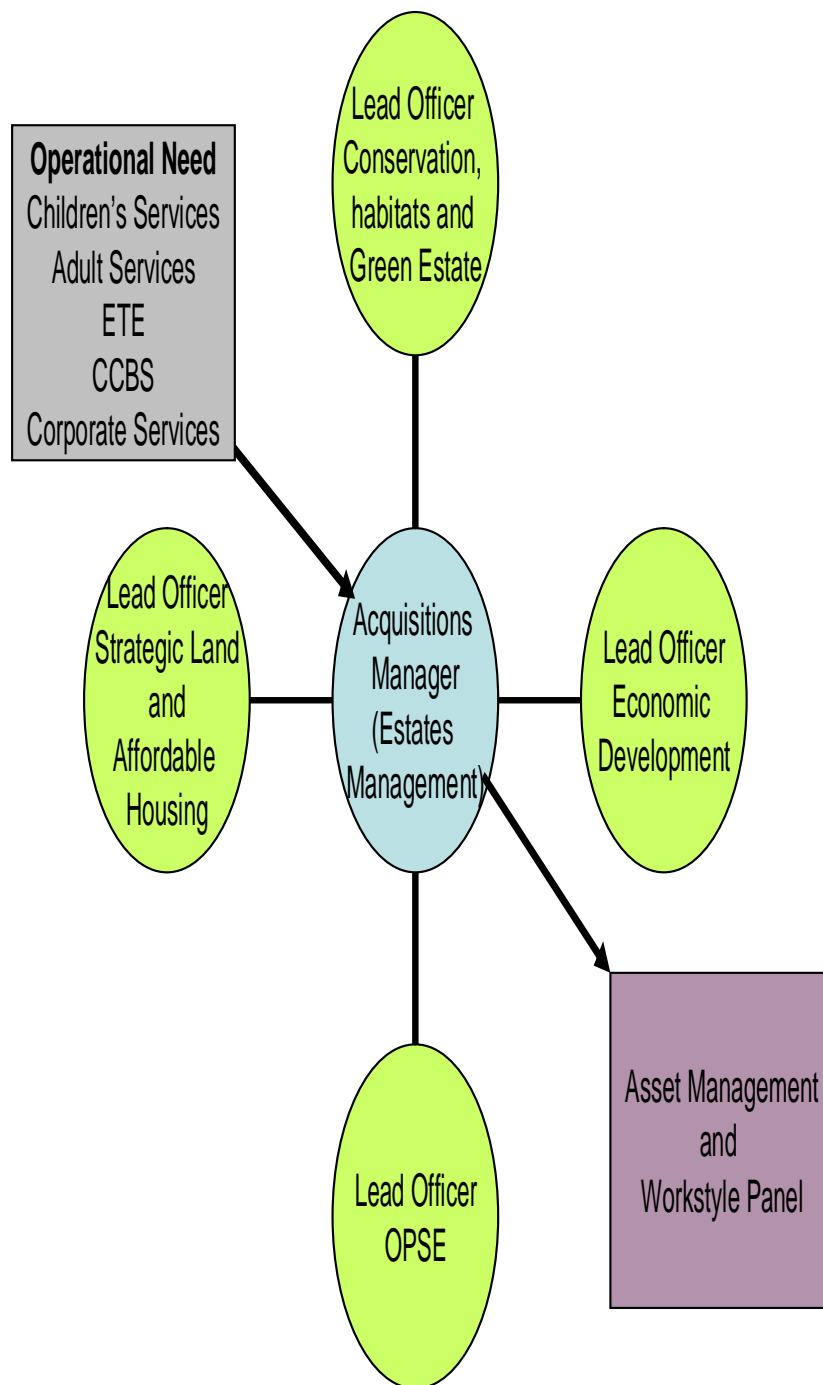 Lead Officer
Conservation,
habitats and
Green Estate
Operational Need
Children's Services
Adult Services
ETE
CCBS
Corporate Services
Lead Officer
Strategic Land
and
Affordable
Housing
Acquisitions
Manager
(Estates
Management)
Lead Officer
Economic
Development
Asset Management
and
Workstyle Panel
Lead Officer
OPSE